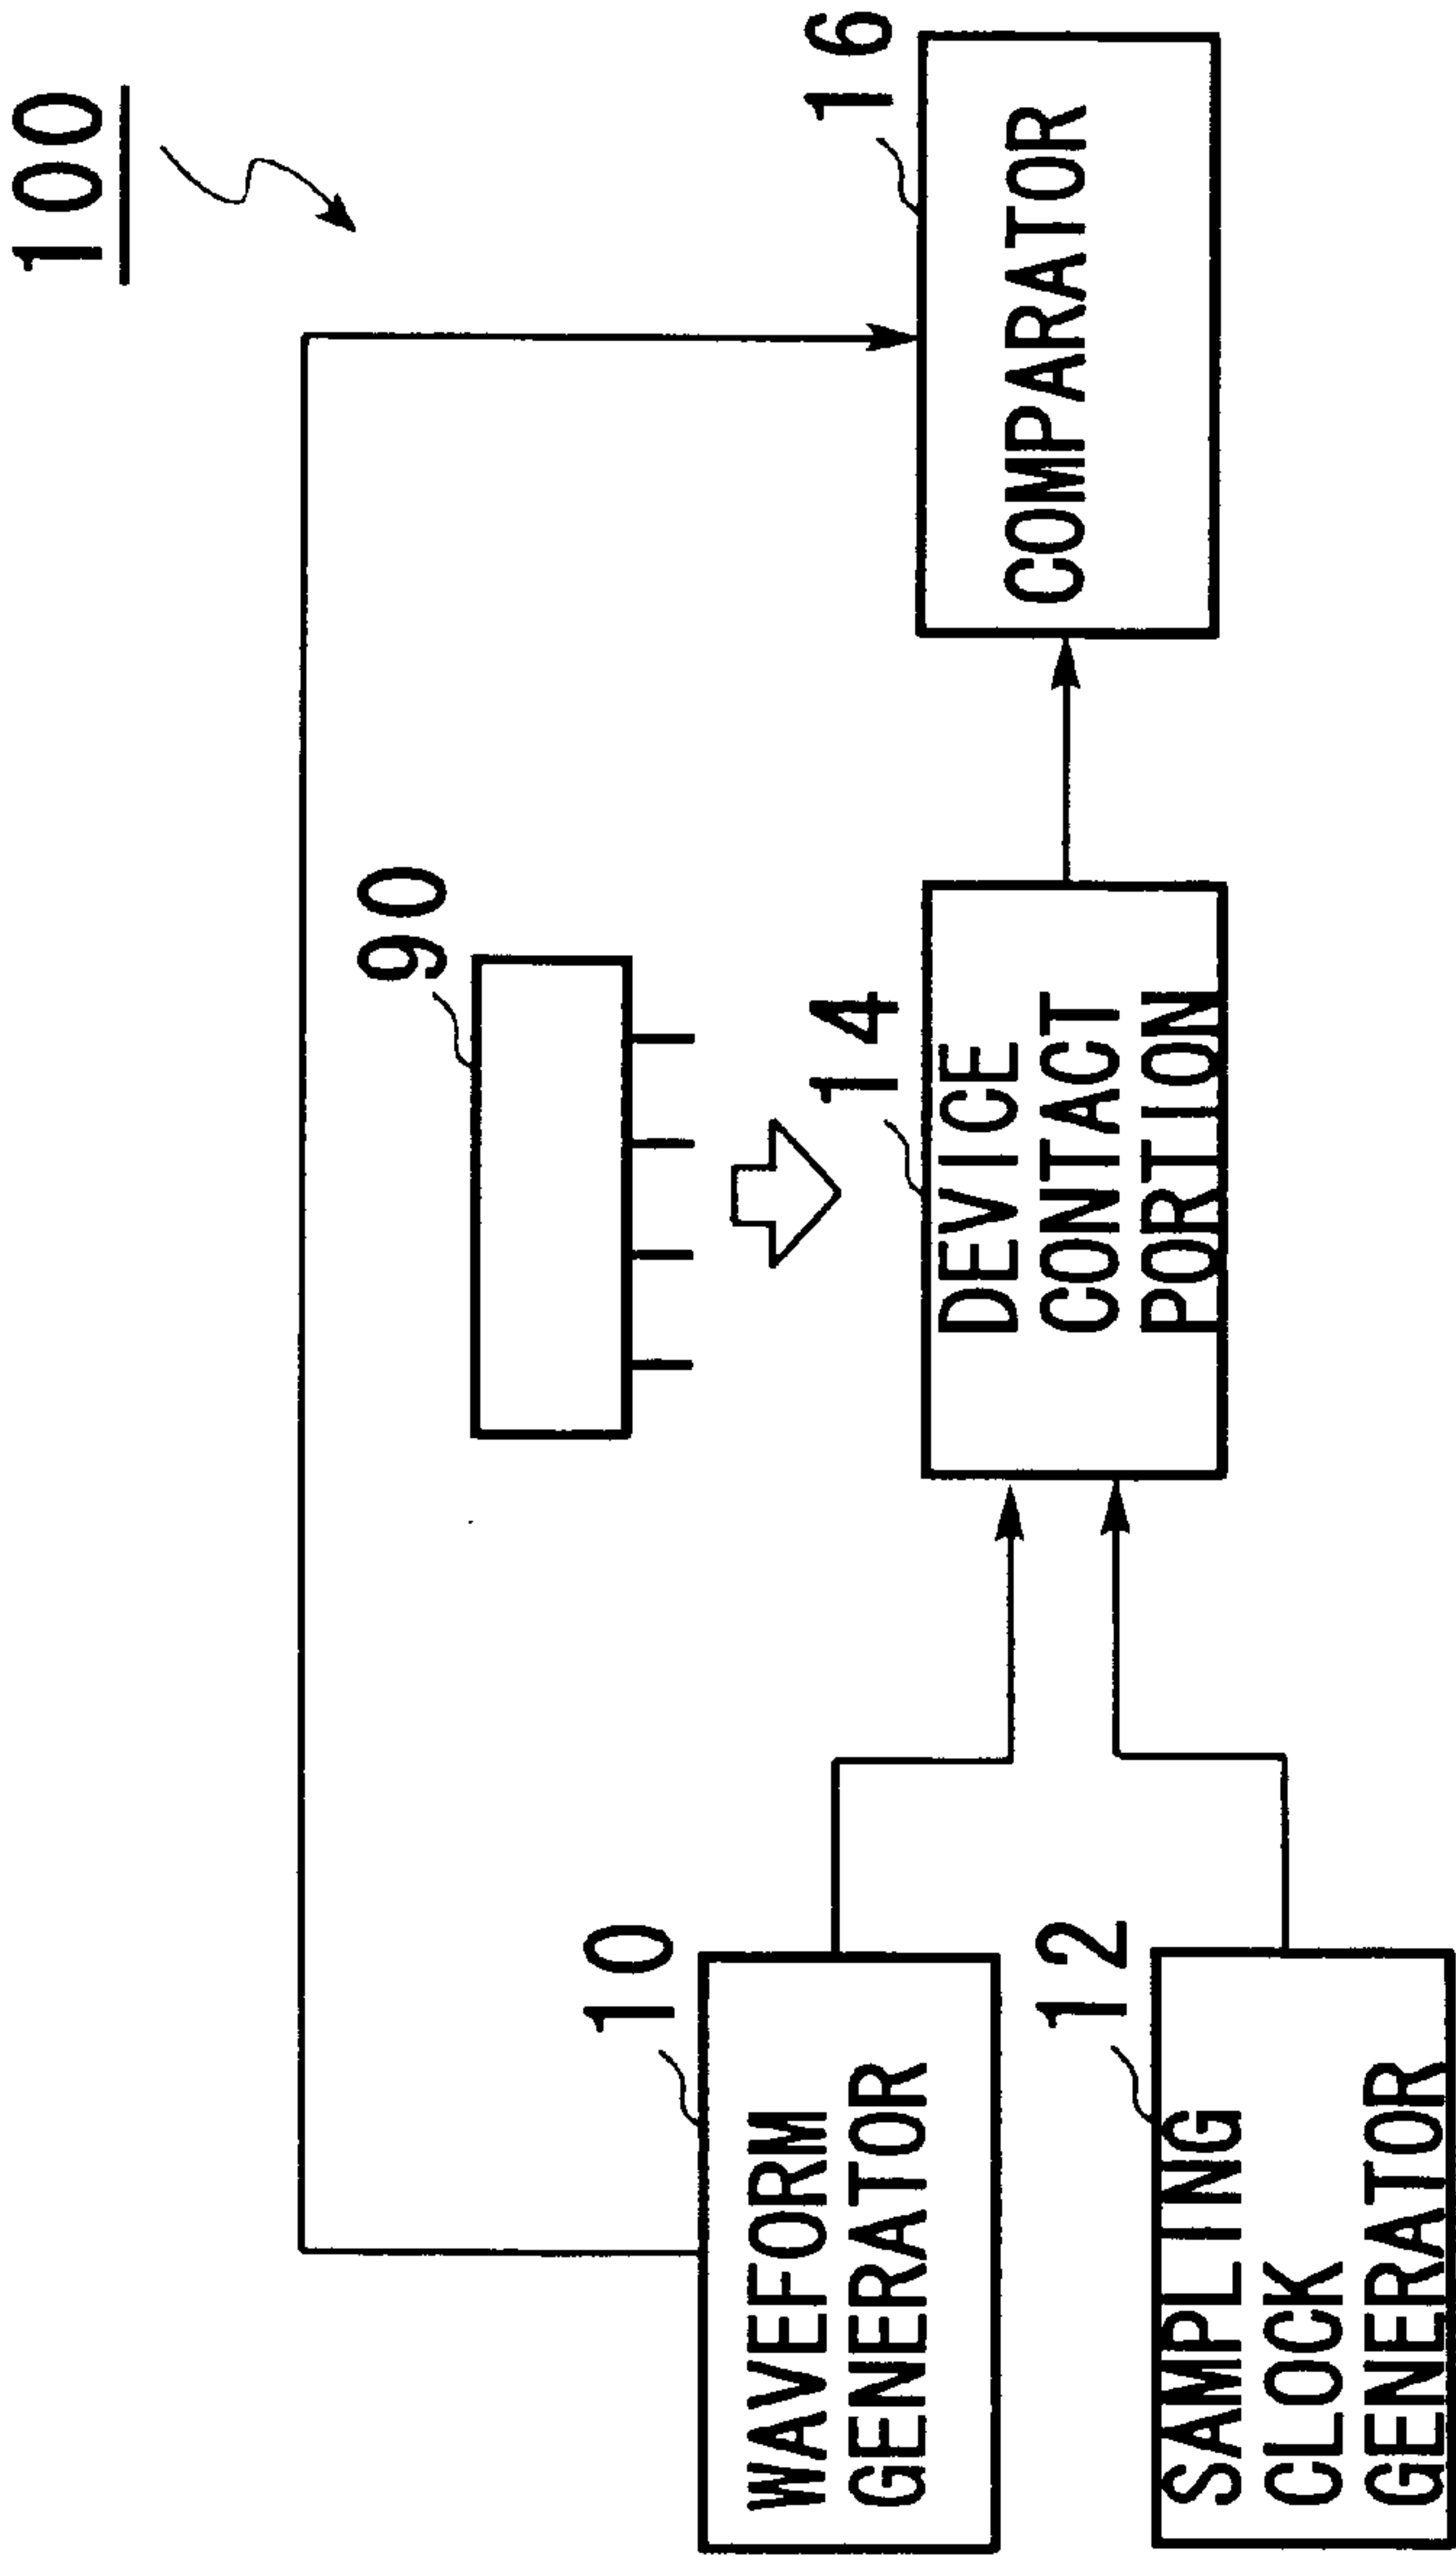 100
90
10
WAVEFORM
GENERATOR
14
DEVICE
CONTACT
PORTION
16
COMPARATOR
12
SAMPLING
CLOCK
GENERATOR